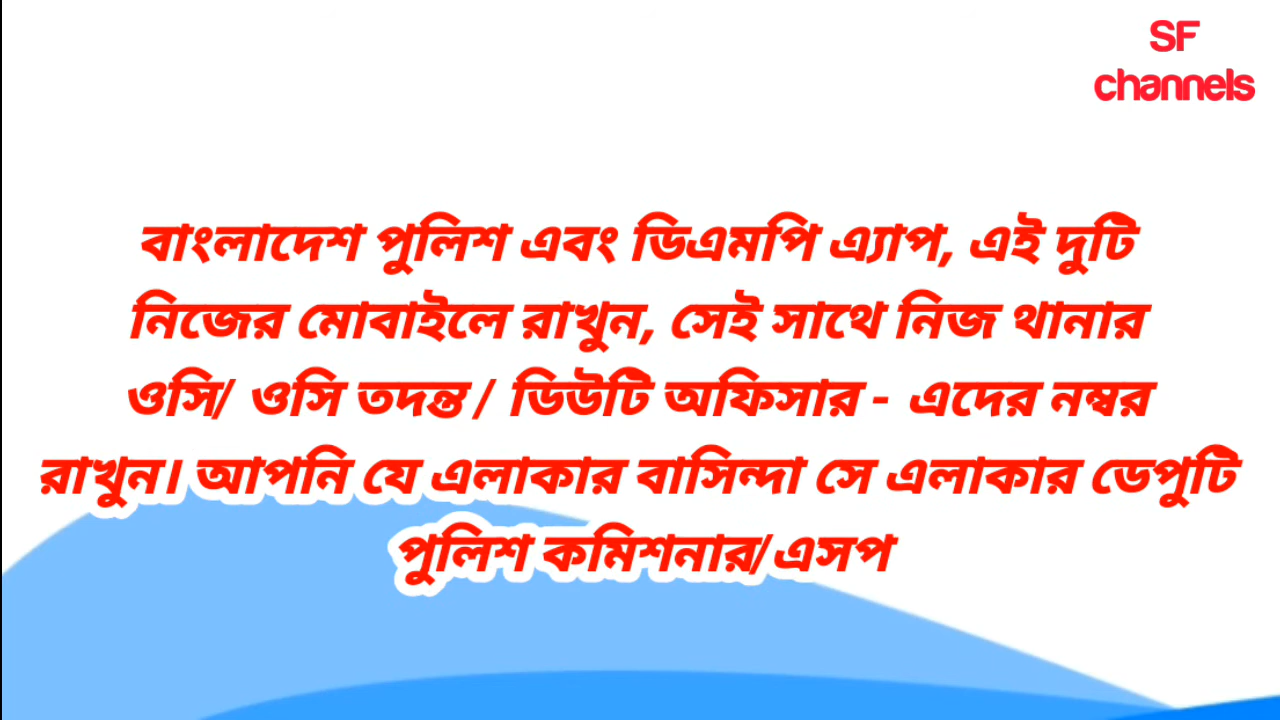 SF
channels
বাংলাদেশ পুলিশ এবং ডিএমপি এ্যাপ, এই দুটি
নিজের মোবাইলে রাখুন, সেই সাথে নিজ থানার
ওসি/ ওসি তদন্ত / ডিউটি অফিসার - এদের নম্বর
রাখুন। আপনি যে এলাকার বাসিন্দা সে এলাকার ডেপুটি
পুলিশ কমিশনার/এসপ